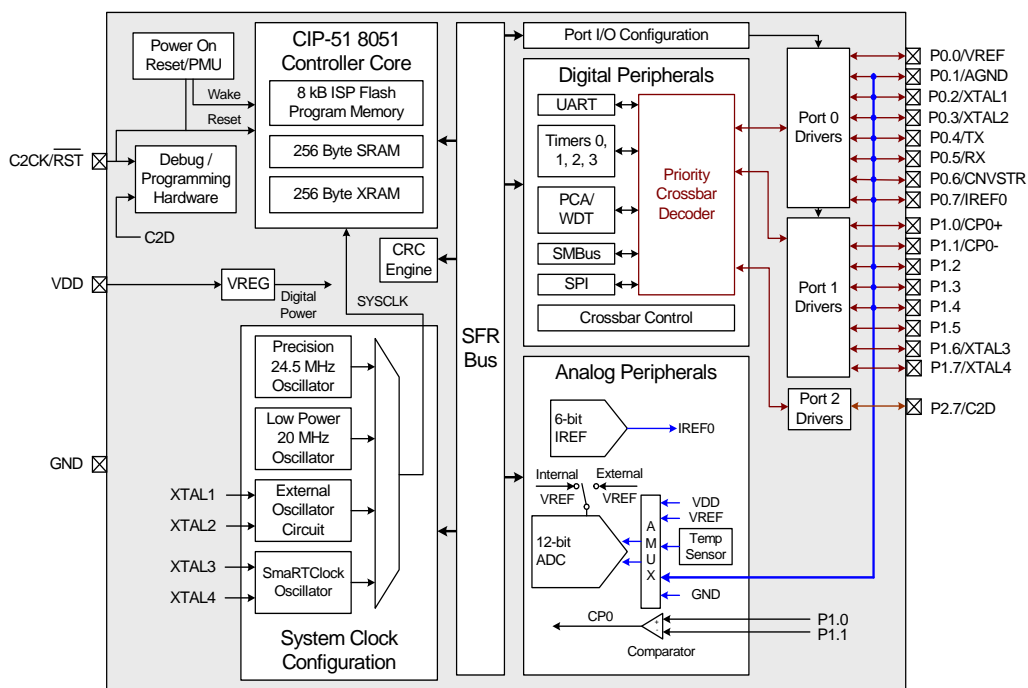 Power On
Reset/PMU
Wake
Reset
C2CK/RST
Debug /
Programming
Hardware
C2D
VDD
VREG
Digital
Power
GND
CIP-51 8051
Controller Core
8 kB ISP Flash
Program Memory
256 Byte SRAM
256 Byte XRAM
CRC
Engine
SYSCLK
Precision
24.5 MHz
Oscillator
Low Power
20 MHz
Oscillator
XTAL1
XTAL2
External
Oscillator
Circuit
XTAL3
XTAL4
SmaRTClock
Oscillator
System Clock
Configuration
SFR
Bus
Port I/O Configuration
Digital Peripherals
UART
Timers 0,
1, 2, 3
PCA/
WDT
SMBus
SPI
Priority
Crossbar
Decoder
Crossbar Control
Analog Peripherals
6-bit
IREF
IREF0
Internal
VREF
External
VREF
12-bit
ADC
A
M
U
X
VDD
VREF
Temp
Sensor
GND
CP0
+
-
Comparator
P1.0
P1.1
Port 0
Drivers
Port 1
Drivers
Port 2
Drivers
P0.0/VREF
P0.1/AGND
P0.2/XTAL1
P0.3/XTAL2
P0.4/TX
P0.5/RX
P0.6/CNVSTR
P0.7/IREF0
P1.0/CP0+
P1.1/CP0-
P1.2
P1.3
P1.4
P1.5
P1.6/XTAL3
P1.7/XTAL4
P2.7/C2D